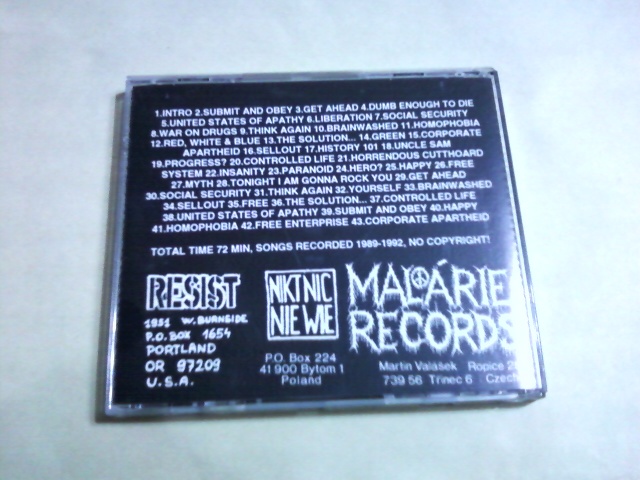 1.INTRO 2.SUBMIT AND OBEY 3.GET AHEAD 4.DUMB ENOUGH TO DIE
5.UNITED STATES OF APATHY 6.LIBERATION 7.SOCIAL SECURITY
8.WAR ON DRUGS 9.THINK AGAIN 10.BRAINWASHED 11.HOMOPHOBIA
12.RED, WHITE & BLUE 13.THE SOLUTION... 14.GREEN 15.CORPORATE
APARTHEID 16.SELLOUT 17.HISTORY 101 18.UNCLE SAM
19.PROGRESS? 20.CONTROLLED LIFE 21.HORRENDOUS CUTTHOARD
SYSTEM 22.INSANITY 23.PARANOID 24.HERO? 25.HAPPY 26.FREE
27.MYTH 28.TONIGHT I AM GONNA ROCK YOU 29.GET AHEAD
30.SOCIAL SECURITY 31.THINK AGAIN 32.YOURSELF 33.BRAINWASHED
34.SELLOUT 35.FREE 36.THE SOLUTION... 37.CONTROLLED LIFE
38.UNITED STATES OF APATHY 39.SUBMIT AND OBEY 40.HAPPY
41.HOMOPHOBIA 42.FREE ENTERPRISE 43.CORPORATE APARTHEID
TOTAL TIME 72 MIN, SONGS RECORDED 1989-1992, NO COPYRIGHT!
RESIST
1951 W. BURNSIDE
P.O. BOX 1654
PORTLAND
OR 97209
U.S.A.
NIKT NIC
NIE WIE
P.O. Box 224
41 900 Bytom 1
Poland
MALÁRIE
RECORDS
Martin Valášek Ropice
739 56 Trinec 6 Czech